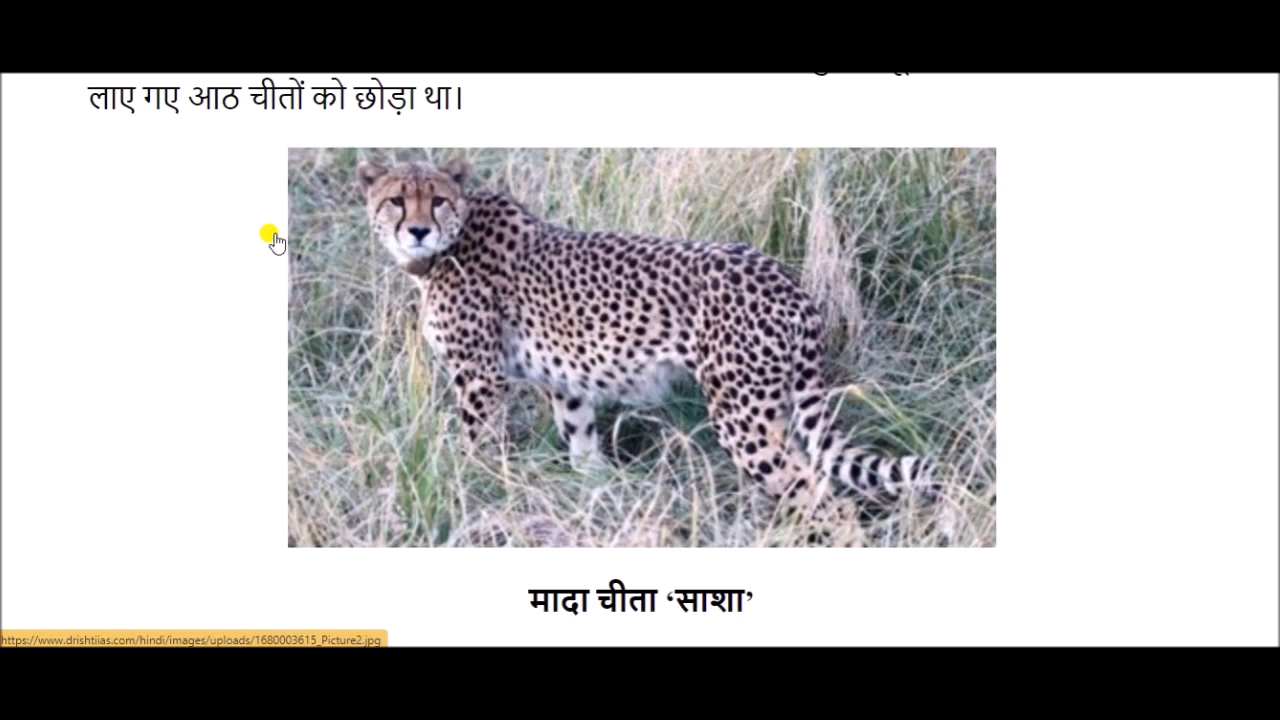 लाए गए आठ चीतों को छोड़ा था।
मादा चीता ‘साशा’
https://www.drishtiias.com/hindi/images/uploads/1680003615_Picture2.jpg